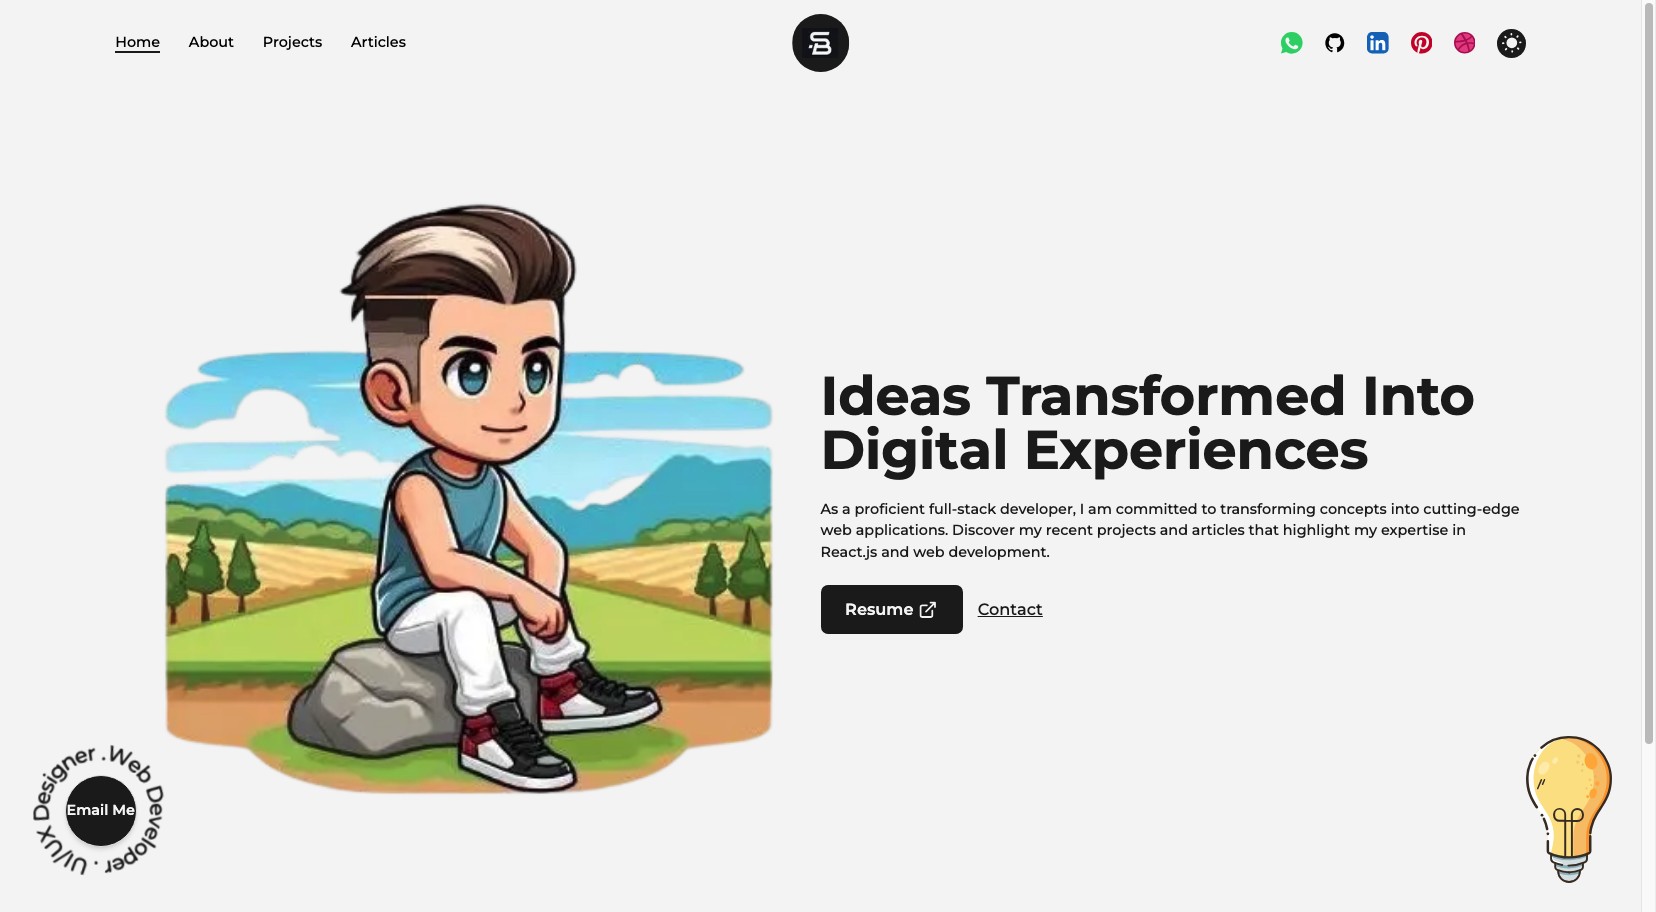 Home About Projects Articles
SB
Ideas Transformed Into
Digital Experiences
As a proficient full-stack developer, I am committed to transforming concepts into cutting-edge
web applications. Discover my recent projects and articles that highlight my expertise in
React.js and web development.
Resume Contact
Web Developer . UI/UX Designer .
Email Me